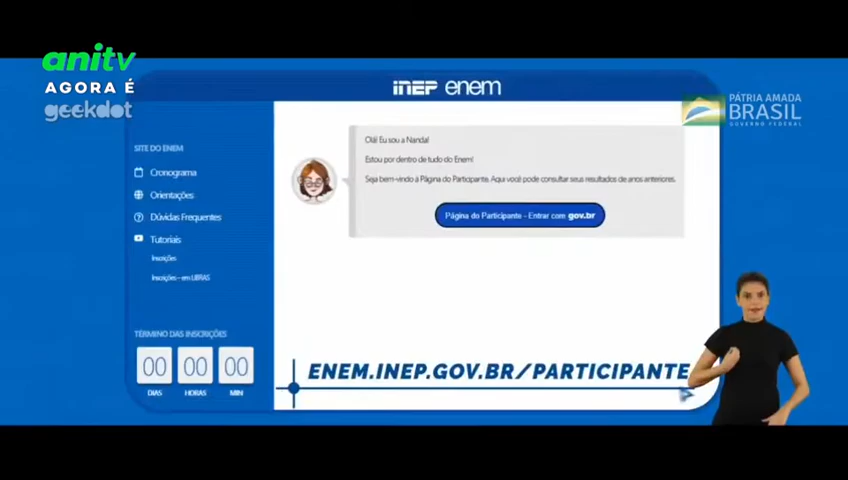 anitv
AGORA É
geekdot
inep enem
PÁTRIA AMADA
BRASIL
GOVERNO FEDERAL
SITE DO ENEM
Cronograma
Orientações
Dúvidas Frequentes
Tutoriais
Inscrições
Inscrições - em LIBRAS
Olá! Eu sou a Nanda!
Estou por dentro de tudo do Enem!
Seja bem-vindo à Página do Participante. Aqui você pode consultar seus resultados de anos anteriores.
Página do Participante - Entrar com gov.br
TÉRMINO DAS INSCRIÇÕES
00 00 00
DIAS HORAS MIN
ENEM.INEP.GOV.BR/PARTICIPANTE